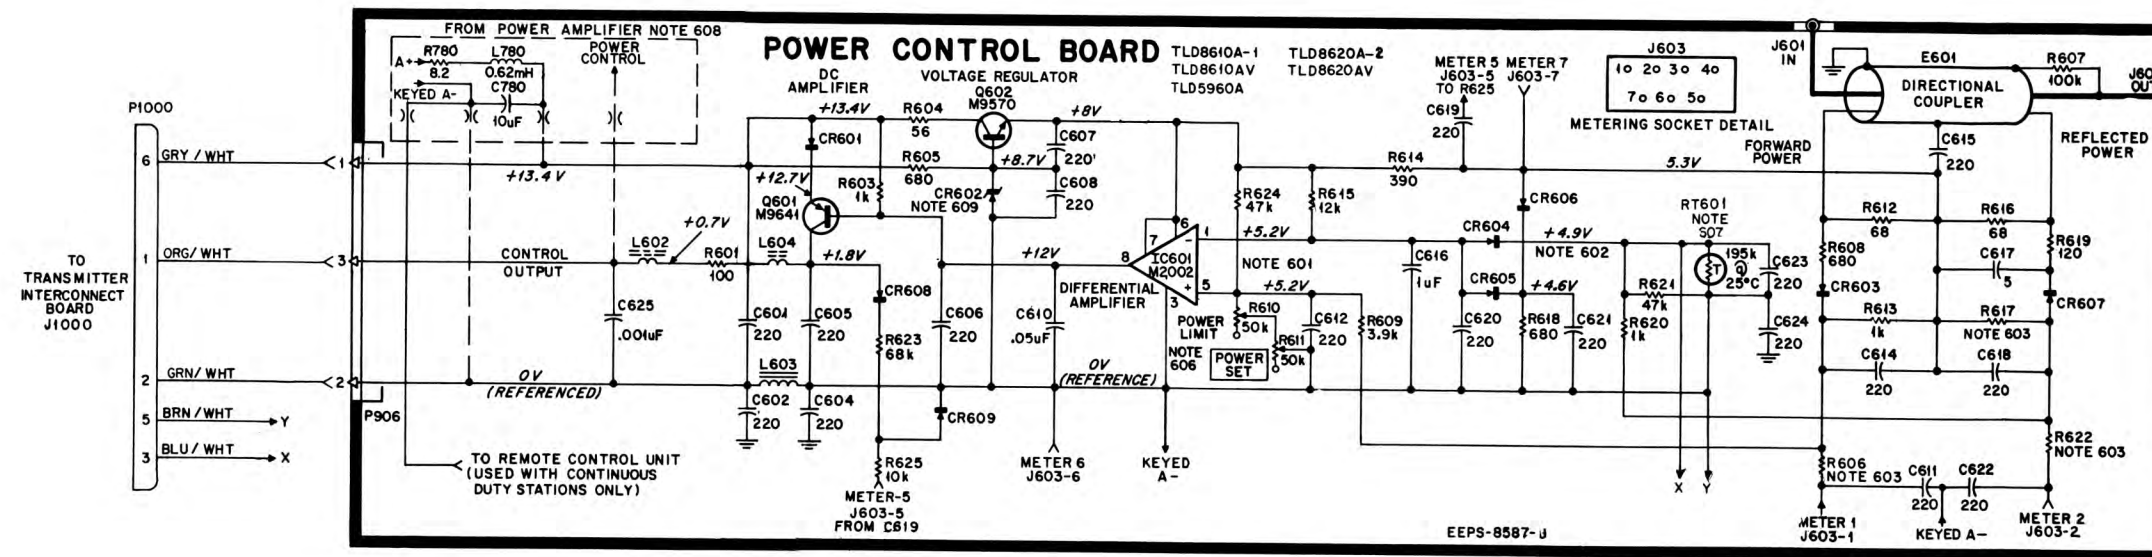 FROM POWER AMPLIFIER NOTE 608
A+
R780
8.2
L780
0.62mH
POWER
CONTROL
KEYED A-
C780
10uF
POWER CONTROL BOARD
TLD8610A-1
TLD8610AV
TLD5960A
TLD8620A-2
TLD8620AV
DC
AMPLIFIER
VOLTAGE REGULATOR
Q602
M9570
METER 5
J603-5
TO R625
METER 7
J603-7
J603
1o 2o 3o 4o
7o 6o 5o
METERING SOCKET DETAIL
J601
IN
E601
DIRECTIONAL
COUPLER
R607
100k
OUT
P1000
6
GRY / WHT
1
+13.4V
+13.4V
CR601
R604
56
+8V
C607
220'
R605
680
+8.7V
C608
220
CR602
NOTE 609
+12.7V
R603
1k
Q601
M9641
C619
220
R614
390
5.3V
FORWARD
POWER
C615
220
REFLECTED
POWER
R624
47k
R615
12k
CR606
RT601
NOTE
S07
195k
@
25°C
T
R612
68
R616
68
TO
TRANSMITTER
INTERCONNECT
BOARD
J1000
1
ORG/WHT
3
CONTROL
OUTPUT
L602
+0.7V
R601
100
L604
+1.8V
+12V
8
7
6
1
-
IC601
M2002
+
5
3
DIFFERENTIAL
AMPLIFIER
+5.2V
NOTE 601
+5.2V
C616
1uF
CR604
+4.9V
NOTE 602
CR605
+4.6V
R621
47k
C623
220
R608
680
R619
120
C617
5
CR603
CR607
C625
.001uF
C601
220
C605
220
CR608
R623
68k
C606
220
C610
.05uF
POWER
LIMIT
NOTE
606
R610
50k
R611
50k
POWER
SET
C612
220
R609
3.9k
C620
220
R618
680
C621
220
R620
1k
C624
220
R613
1k
R617
NOTE 603
C614
220
C618
220
2
GRN/WHT
2
0V
(REFERENCED)
L603
0V
(REFERENCE)
5
BRN/WHT
Y
P906
C602
220
C604
220
CR609
3
BLU/WHT
X
TO REMOTE CONTROL UNIT
(USED WITH CONTINUOUS
DUTY STATIONS ONLY)
R625
10k
METER-5
J603-5
FROM C619
METER 6
J603-6
KEYED
A-
X
Y
R606
NOTE 603
C611
220
C622
220
R622
NOTE 603
METER 1
J603-1
KEYED A-
METER 2
J603-2